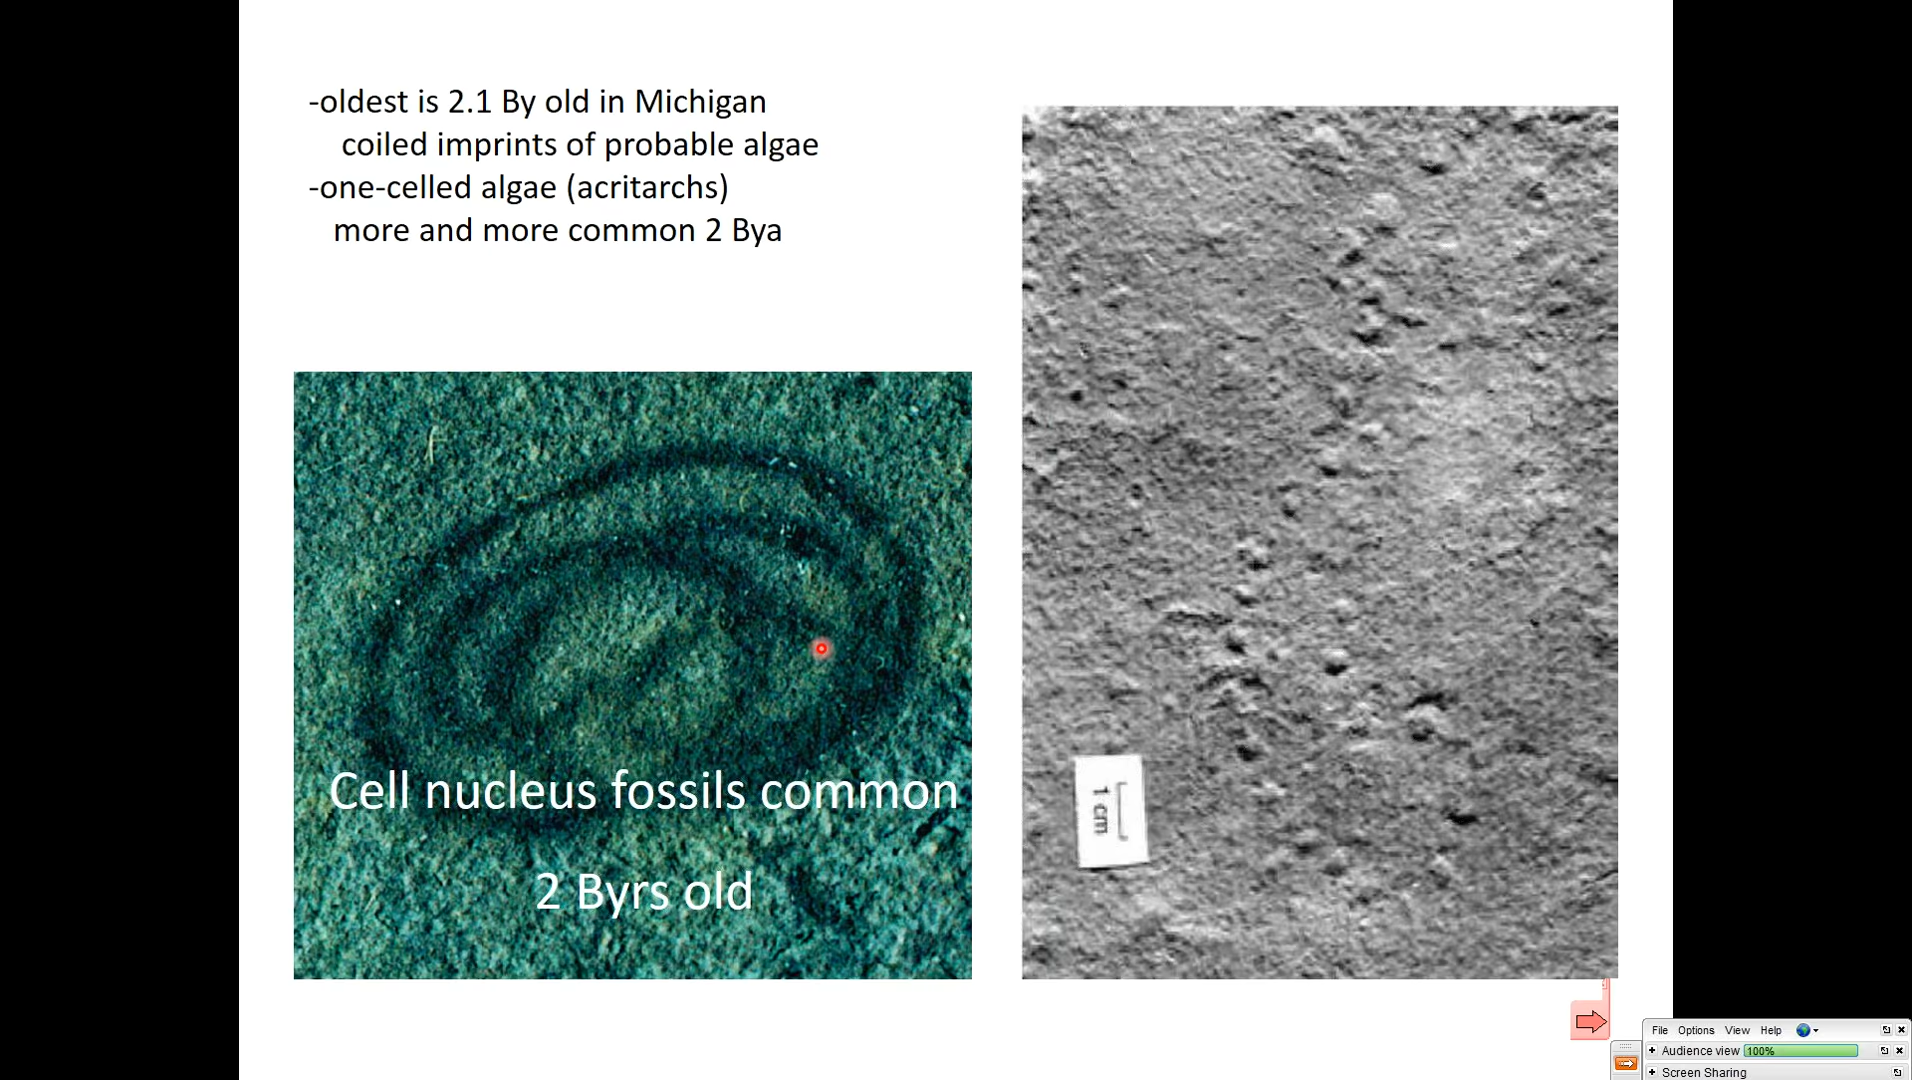 -oldest is 2.1 By old in Michigan
coiled imprints of probable algae
-one-celled algae (acritarchs)
more and more common 2 Bya
Cell nucleus fossils common
2 Byrs old
1 cm
File Options View Help
Audience view 100%
Screen Sharing